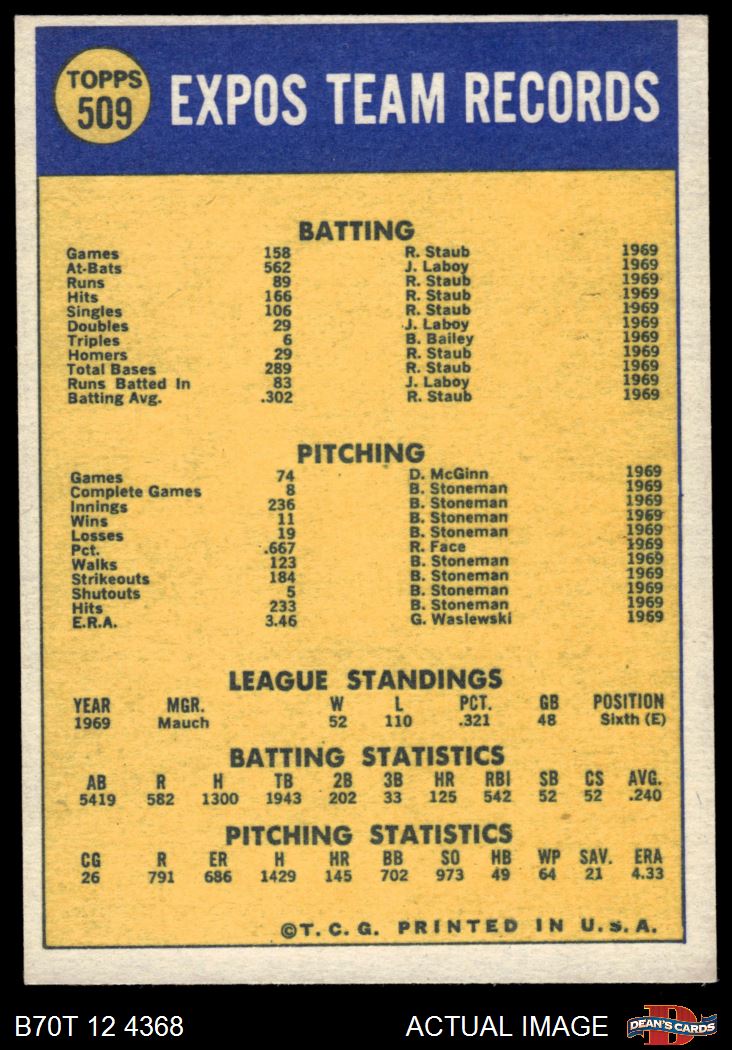 TOPPS
509
EXPOS TEAM RECORDS
BATTING
Games 158 R. Staub 1969
At-Bats 562 J. Laboy 1969
Runs 89 R. Staub 1969
Hits 166 R. Staub 1969
Singles 106 R. Staub 1969
Doubles 29 J. Laboy 1969
Triples 6 B. Bailey 1969
Homers 29 R. Staub 1969
Total Bases 289 R. Staub 1969
Runs Batted In 83 J. Laboy 1969
Batting Avg. .302 R. Staub 1969
PITCHING
Games 74 D. McGinn 1969
Complete Games 8 B. Stoneman 1969
Innings 236 B. Stoneman 1969
Wins 11 B. Stoneman 1969
Losses 19 B. Stoneman 1969
Pct. .667 R. Face 1969
Walks 123 B. Stoneman 1969
Strikeouts 184 B. Stoneman 1969
Shutouts 5 B. Stoneman 1969
Hits 233 B. Stoneman 1969
E.R.A. 3.46 G. Waslewski 1969
LEAGUE STANDINGS
YEAR MGR. W L PCT. GB POSITION
1969 Mauch 52 110 .321 48 Sixth (E)
BATTING STATISTICS
AB R H TB 2B 3B HR RBI SB CS AVG.
5419 582 1300 1943 202 33 125 542 52 52 .240
PITCHING STATISTICS
CG R ER H HR BB SO HB WP SAV. ERA
26 791 686 1429 145 702 973 49 64 21 4.33
©T. C. G. PRINTED IN U. S. A.
B70T 12 4368 ACTUAL IMAGE DEAN'S CARDS